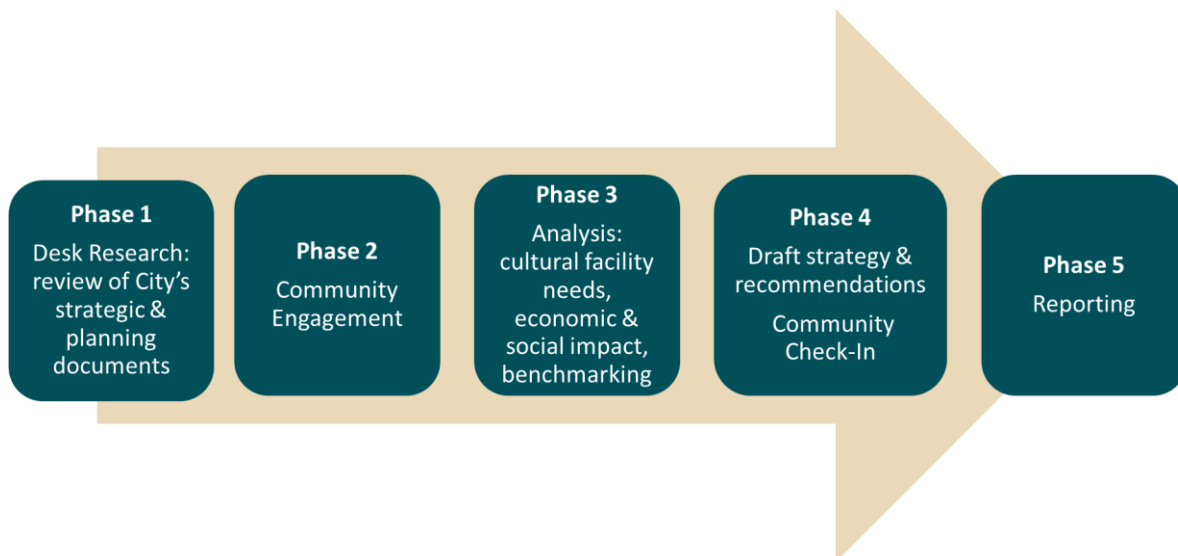 Phase 1
Desk Research:
review of City’s
strategic &
planning
documents
Phase 2
Community
Engagement
Phase 3
Analysis:
cultural facility
needs,
economic &
social impact,
benchmarking
Phase 4
Draft strategy &
recommendations
Community
Check-In
Phase 5
Reporting